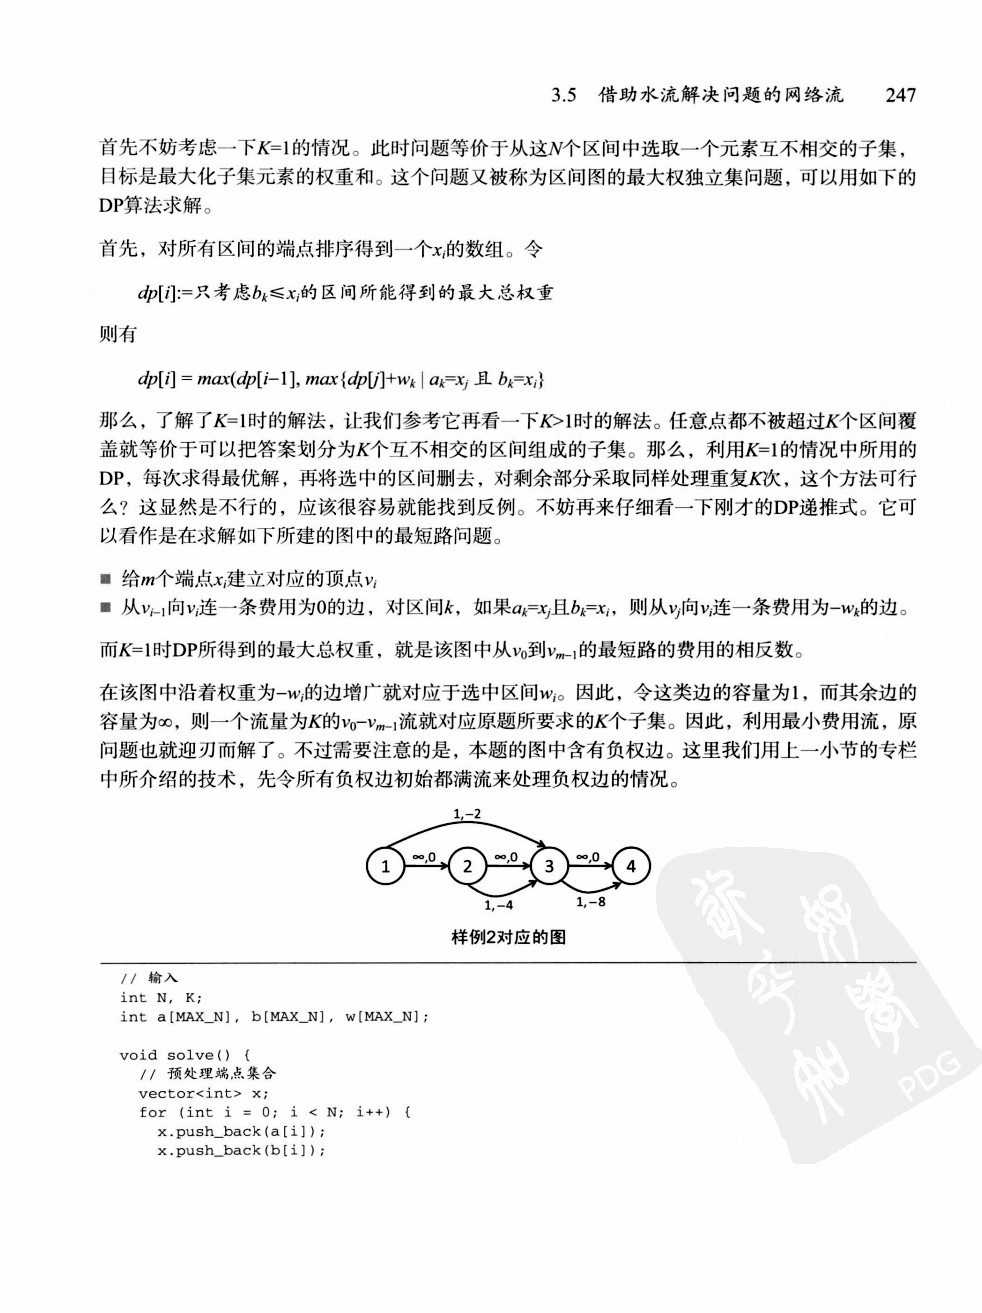 3.5 借助水流解决问题的网络流 247
首先不妨考虑一下K=1的情况。此时问题等价于从这N个区间中选取一个元素互不相交的子集，
目标是最大化子集元素的权重和。这个问题又被称为区间图的最大权独立集问题，可以用如下的
DP算法求解。
首先，对所有区间的端点排序得到一个xi的数组。令
dp[i]:=只考虑bk≤xi的区间所能得到的最大总权重
则有
dp[i] = max(dp[i−1], max{dp[j]+wk | ak=xj 且 bk=xi}
那么，了解了K=1时的解法，让我们参考它再看一下K>1时的解法。任意点都不被超过K个区间覆
盖就等价于可以把答案划分为K个互不相交的区间组成的子集。那么，利用K=1的情况中所用的
DP，每次求得最优解，再将选中的区间删去，对剩余部分采取同样处理重复K次，这个方法可行
么？这显然是不行的，应该很容易就能找到反例。不妨再来仔细看一下刚才的DP递推式。它可
以看作是在求解如下所建的图中的最短路问题。
■ 给m个端点xi建立对应的顶点vi
■ 从vi−1向vi连一条费用为0的边，对区间k，如果ak=xj且bk=xi，则从vj向vi连一条费用为−wk的边。
而K=1时DP所得到的最大总权重，就是该图中从v0到vm−1的最短路的费用的相反数。
在该图中沿着权重为−wi的边增广就对应于选中区间wi。因此，令这类边的容量为1，而其余边的
容量为∞，则一个流量为K的v0−vm−1流就对应原题所要求的K个子集。因此，利用最小费用流，原
问题也就迎刃而解了。不过需要注意的是，本题的图中含有负权边。这里我们用上一小节的专栏
中所介绍的技术，先令所有负权边初始都满流来处理负权边的情况。
1,−2
1 ∞,0 2 ∞,0 3 ∞,0 4
1,−4 1,−8
样例2对应的图
// 输入
int N, K;
int a[MAX_N], b[MAX_N], w[MAX_N];
void solve() {
// 预处理端点集合
vector<int> x;
for (int i = 0; i < N; i++) {
x.push_back(a[i]);
x.push_back(b[i]);
PDG